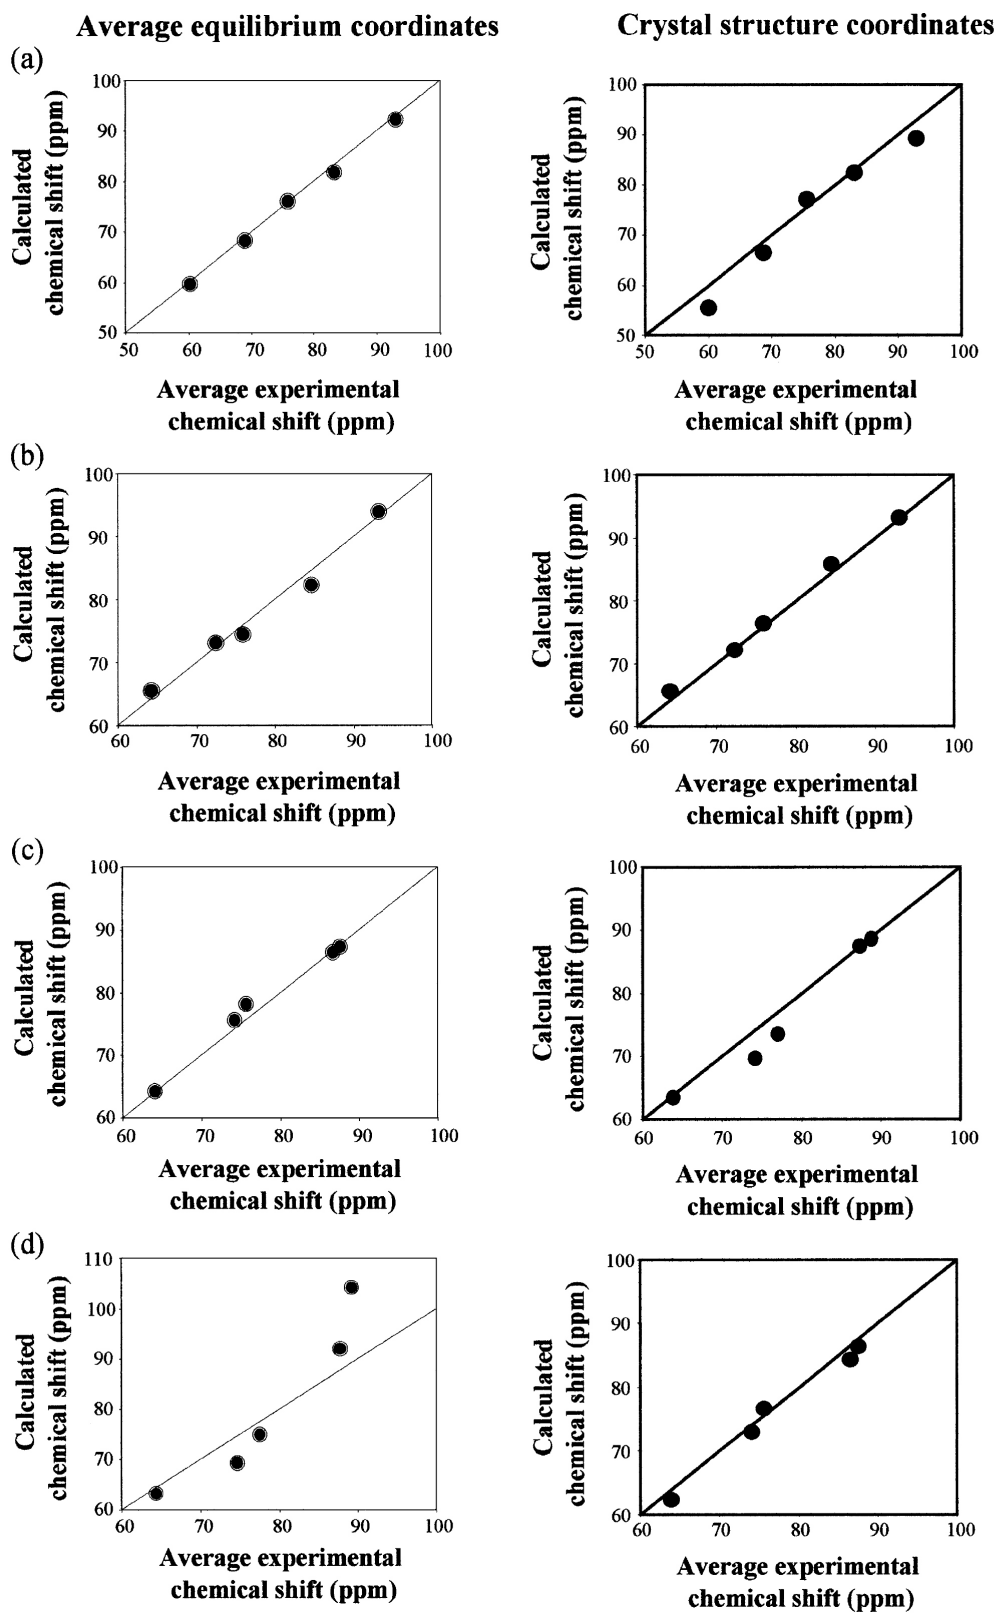 Average equilibrium coordinates
Crystal structure coordinates
(a)
100
90
80
70
60
50
50 60 70 80 90 100
Calculated
chemical shift (ppm)
Average experimental
chemical shift (ppm)
100
90
80
70
60
50
50 60 70 80 90 100
Calculated
chemical shift (ppm)
Average experimental
chemical shift (ppm)
(b)
100
90
80
70
60
60 70 80 90 100
Calculated
chemical shift (ppm)
Average experimental
chemical shift (ppm)
100
90
80
70
60
60 70 80 90 100
Calculated
chemical shift (ppm)
Average experimental
chemical shift (ppm)
(c)
100
90
80
70
60
60 70 80 90 100
Calculated
chemical shift (ppm)
Average experimental
chemical shift (ppm)
100
90
80
70
60
60 70 80 90 100
Calculated
chemical shift (ppm)
Average experimental
chemical shift (ppm)
(d)
110
100
90
80
70
60
60 70 80 90 100
Calculated
chemical shift (ppm)
Average experimental
chemical shift (ppm)
100
90
80
70
60
60 70 80 90 100
Calculated
chemical shift (ppm)
Average experimental
chemical shift (ppm)